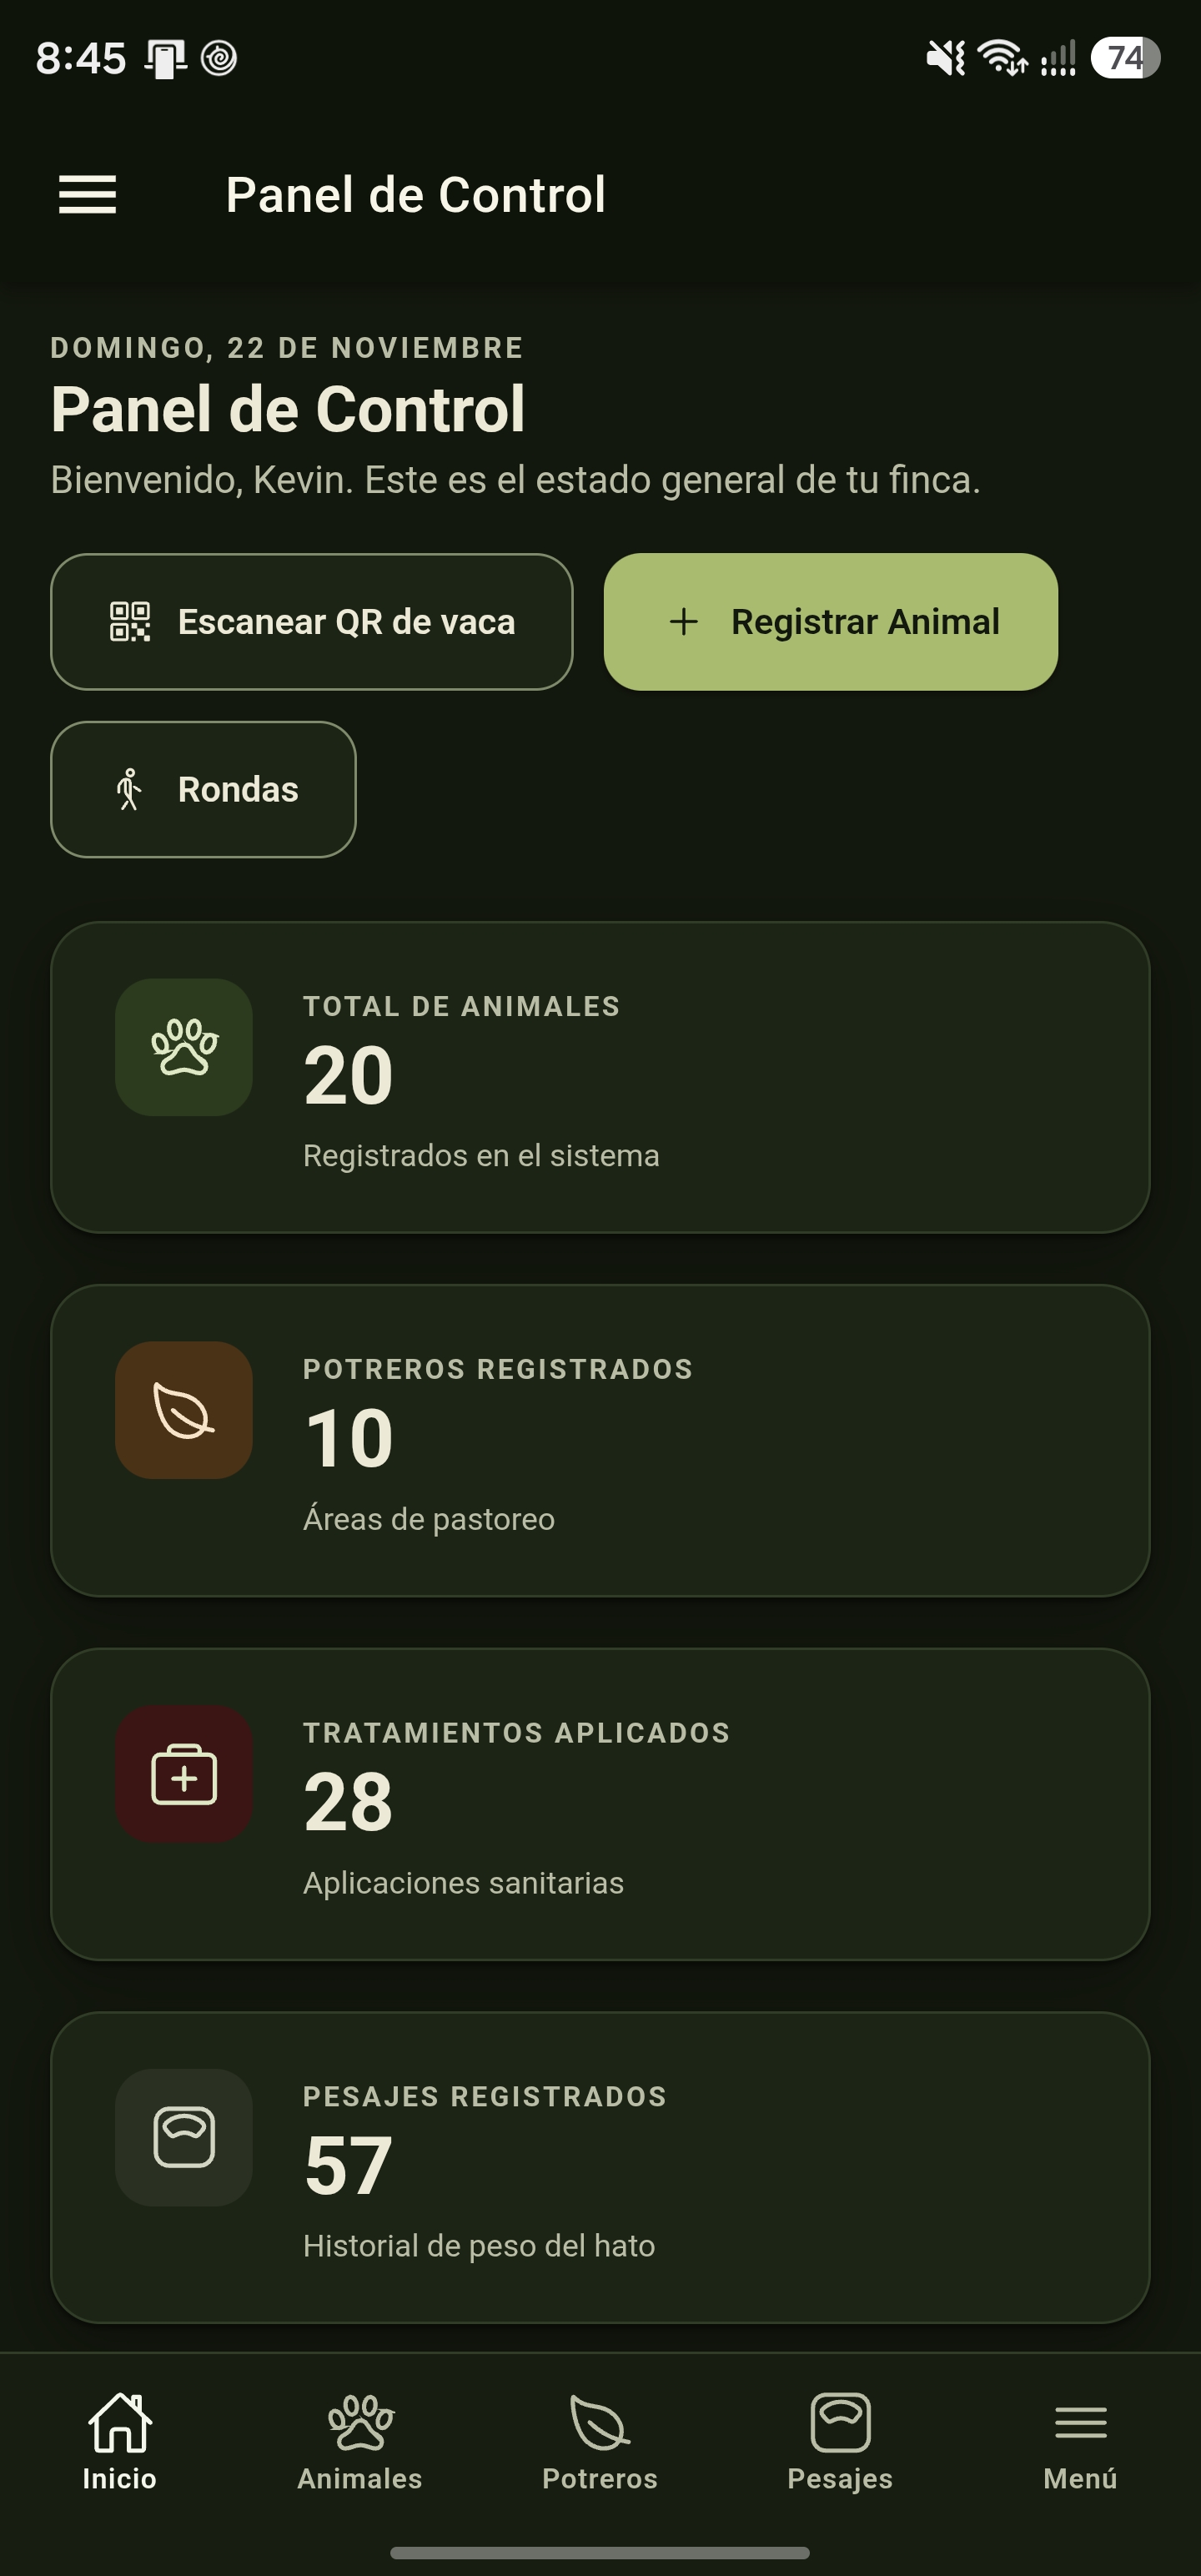 8:45
74
Panel de Control
DOMINGO, 22 DE NOVIEMBRE
Panel de Control
Bienvenido, Kevin. Este es el estado general de tu finca.
Escanear QR de vaca
Registrar Animal
Rondas
TOTAL DE ANIMALES
20
Registrados en el sistema
POTREROS REGISTRADOS
10
Áreas de pastoreo
TRATAMIENTOS APLICADOS
28
Aplicaciones sanitarias
PESAJES REGISTRADOS
57
Historial de peso del hato
Inicio
Animales
Potreros
Pesajes
Menú